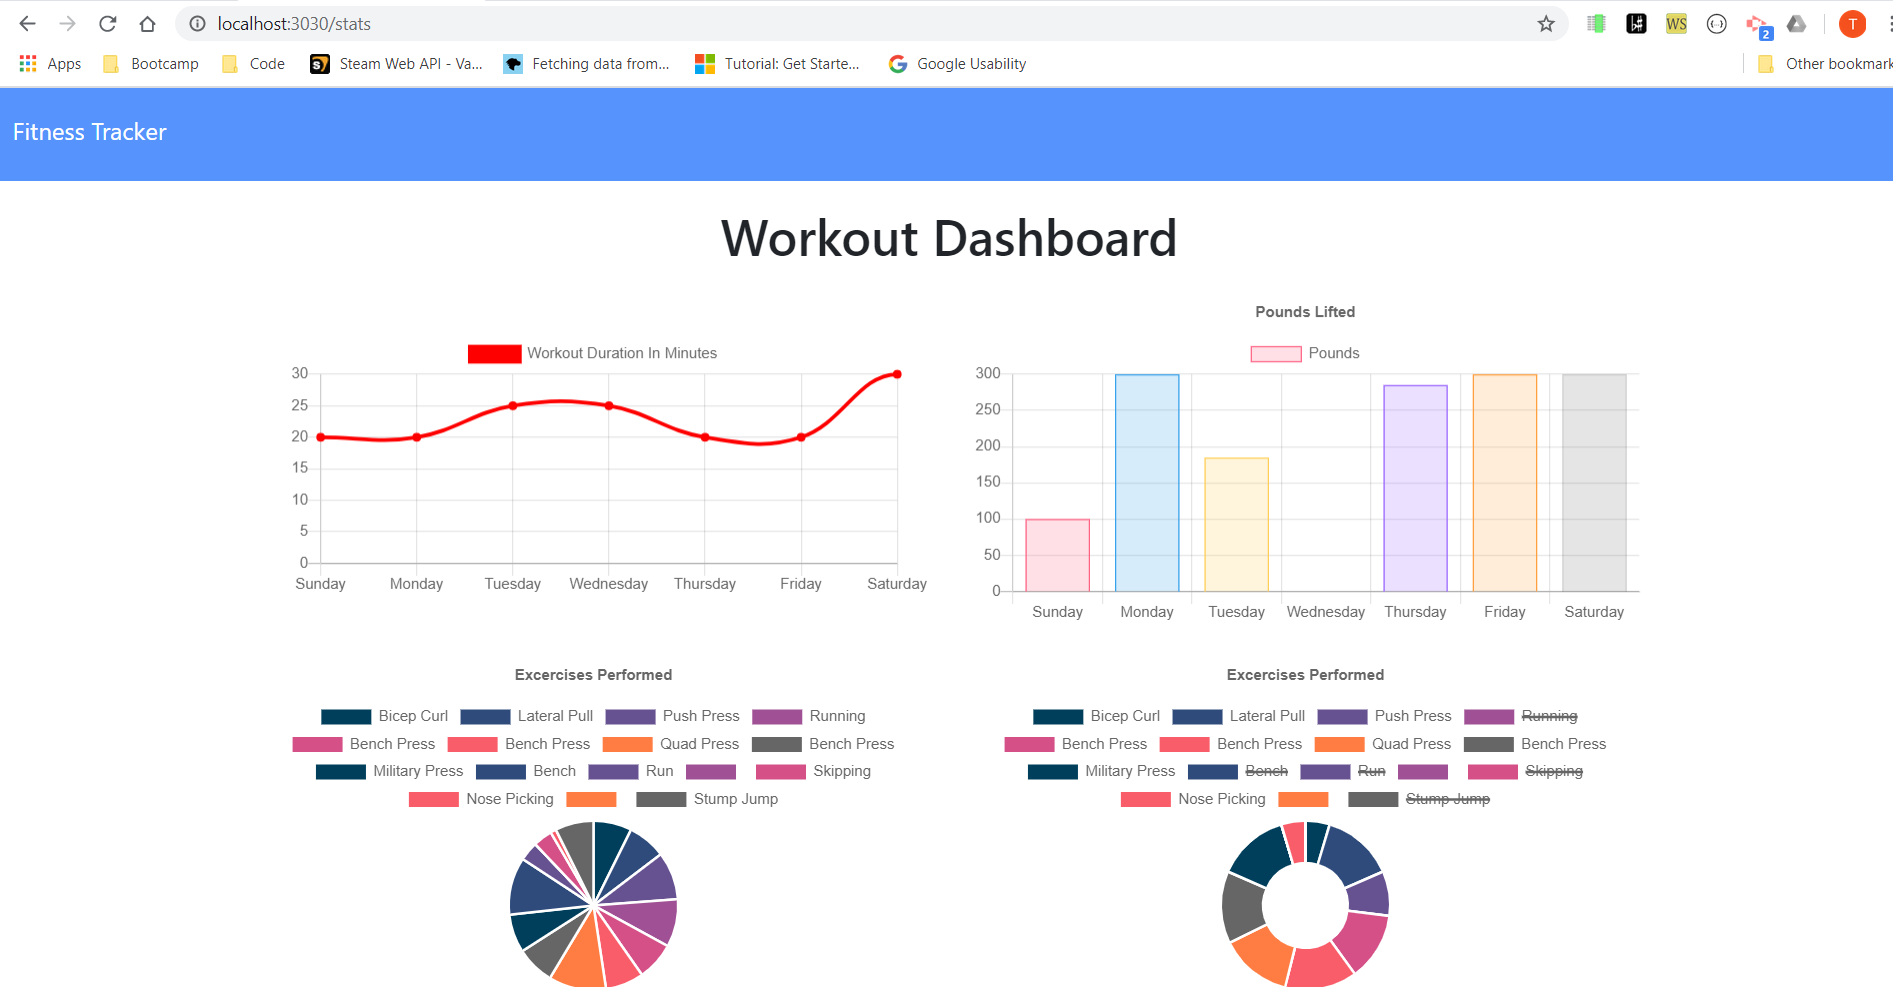 localhost:3030/stats
WS
2
T
Apps Bootcamp Code Steam Web API - Va... Fetching data from... Tutorial: Get Starte... Google Usability Other bookmark
Fitness Tracker
Workout Dashboard
Workout Duration In Minutes
30
25
20
15
10
5
0
Sunday Monday Tuesday Wednesday Thursday Friday Saturday
Pounds Lifted
Pounds
300
250
200
150
100
50
0
Sunday Monday Tuesday Wednesday Thursday Friday Saturday
Excercises Performed
Bicep Curl Lateral Pull Push Press Running
Bench Press Bench Press Quad Press Bench Press
Military Press Bench Run Skipping
Nose Picking Stump Jump
Excercises Performed
Bicep Curl Lateral Pull Push Press Running
Bench Press Bench Press Quad Press Bench Press
Military Press Bench Run Skipping
Nose Picking Stump Jump